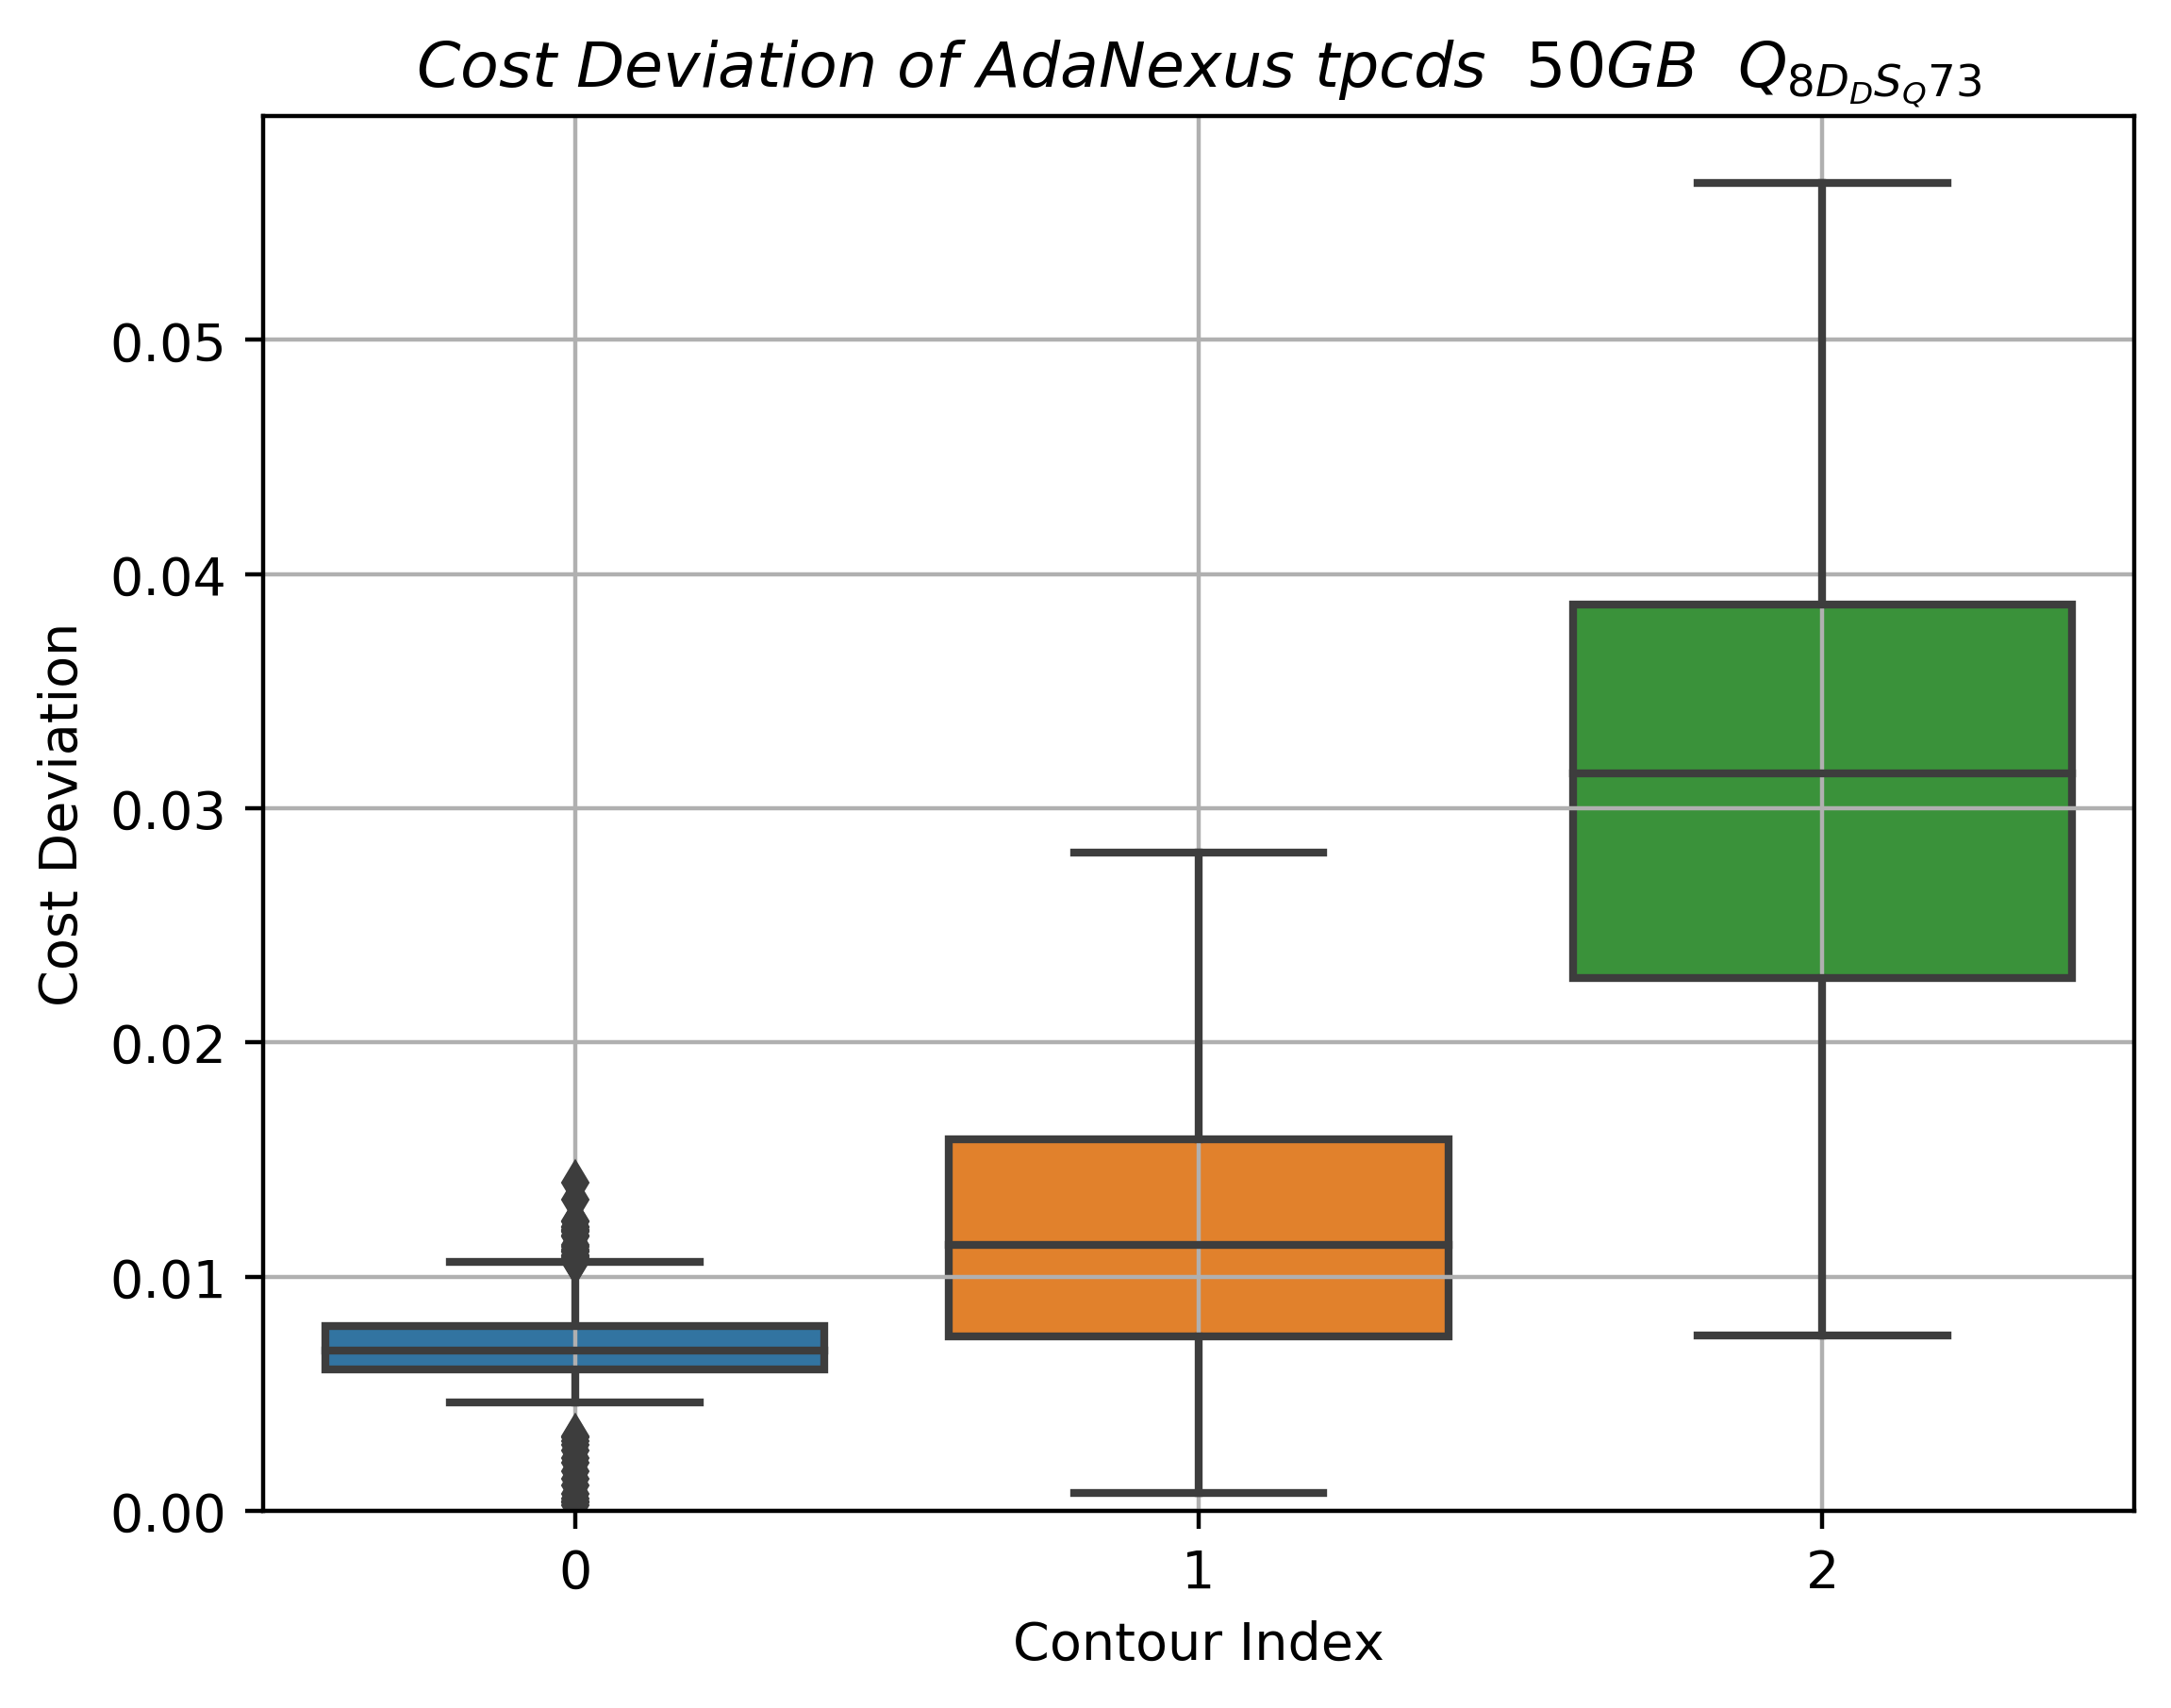 Cost Deviation of AdaNexus tpcds 50GB Q8DDSQ73
0.05
0.04
0.03
0.02
0.01
0.00
Cost Deviation
0 1 2
Contour Index